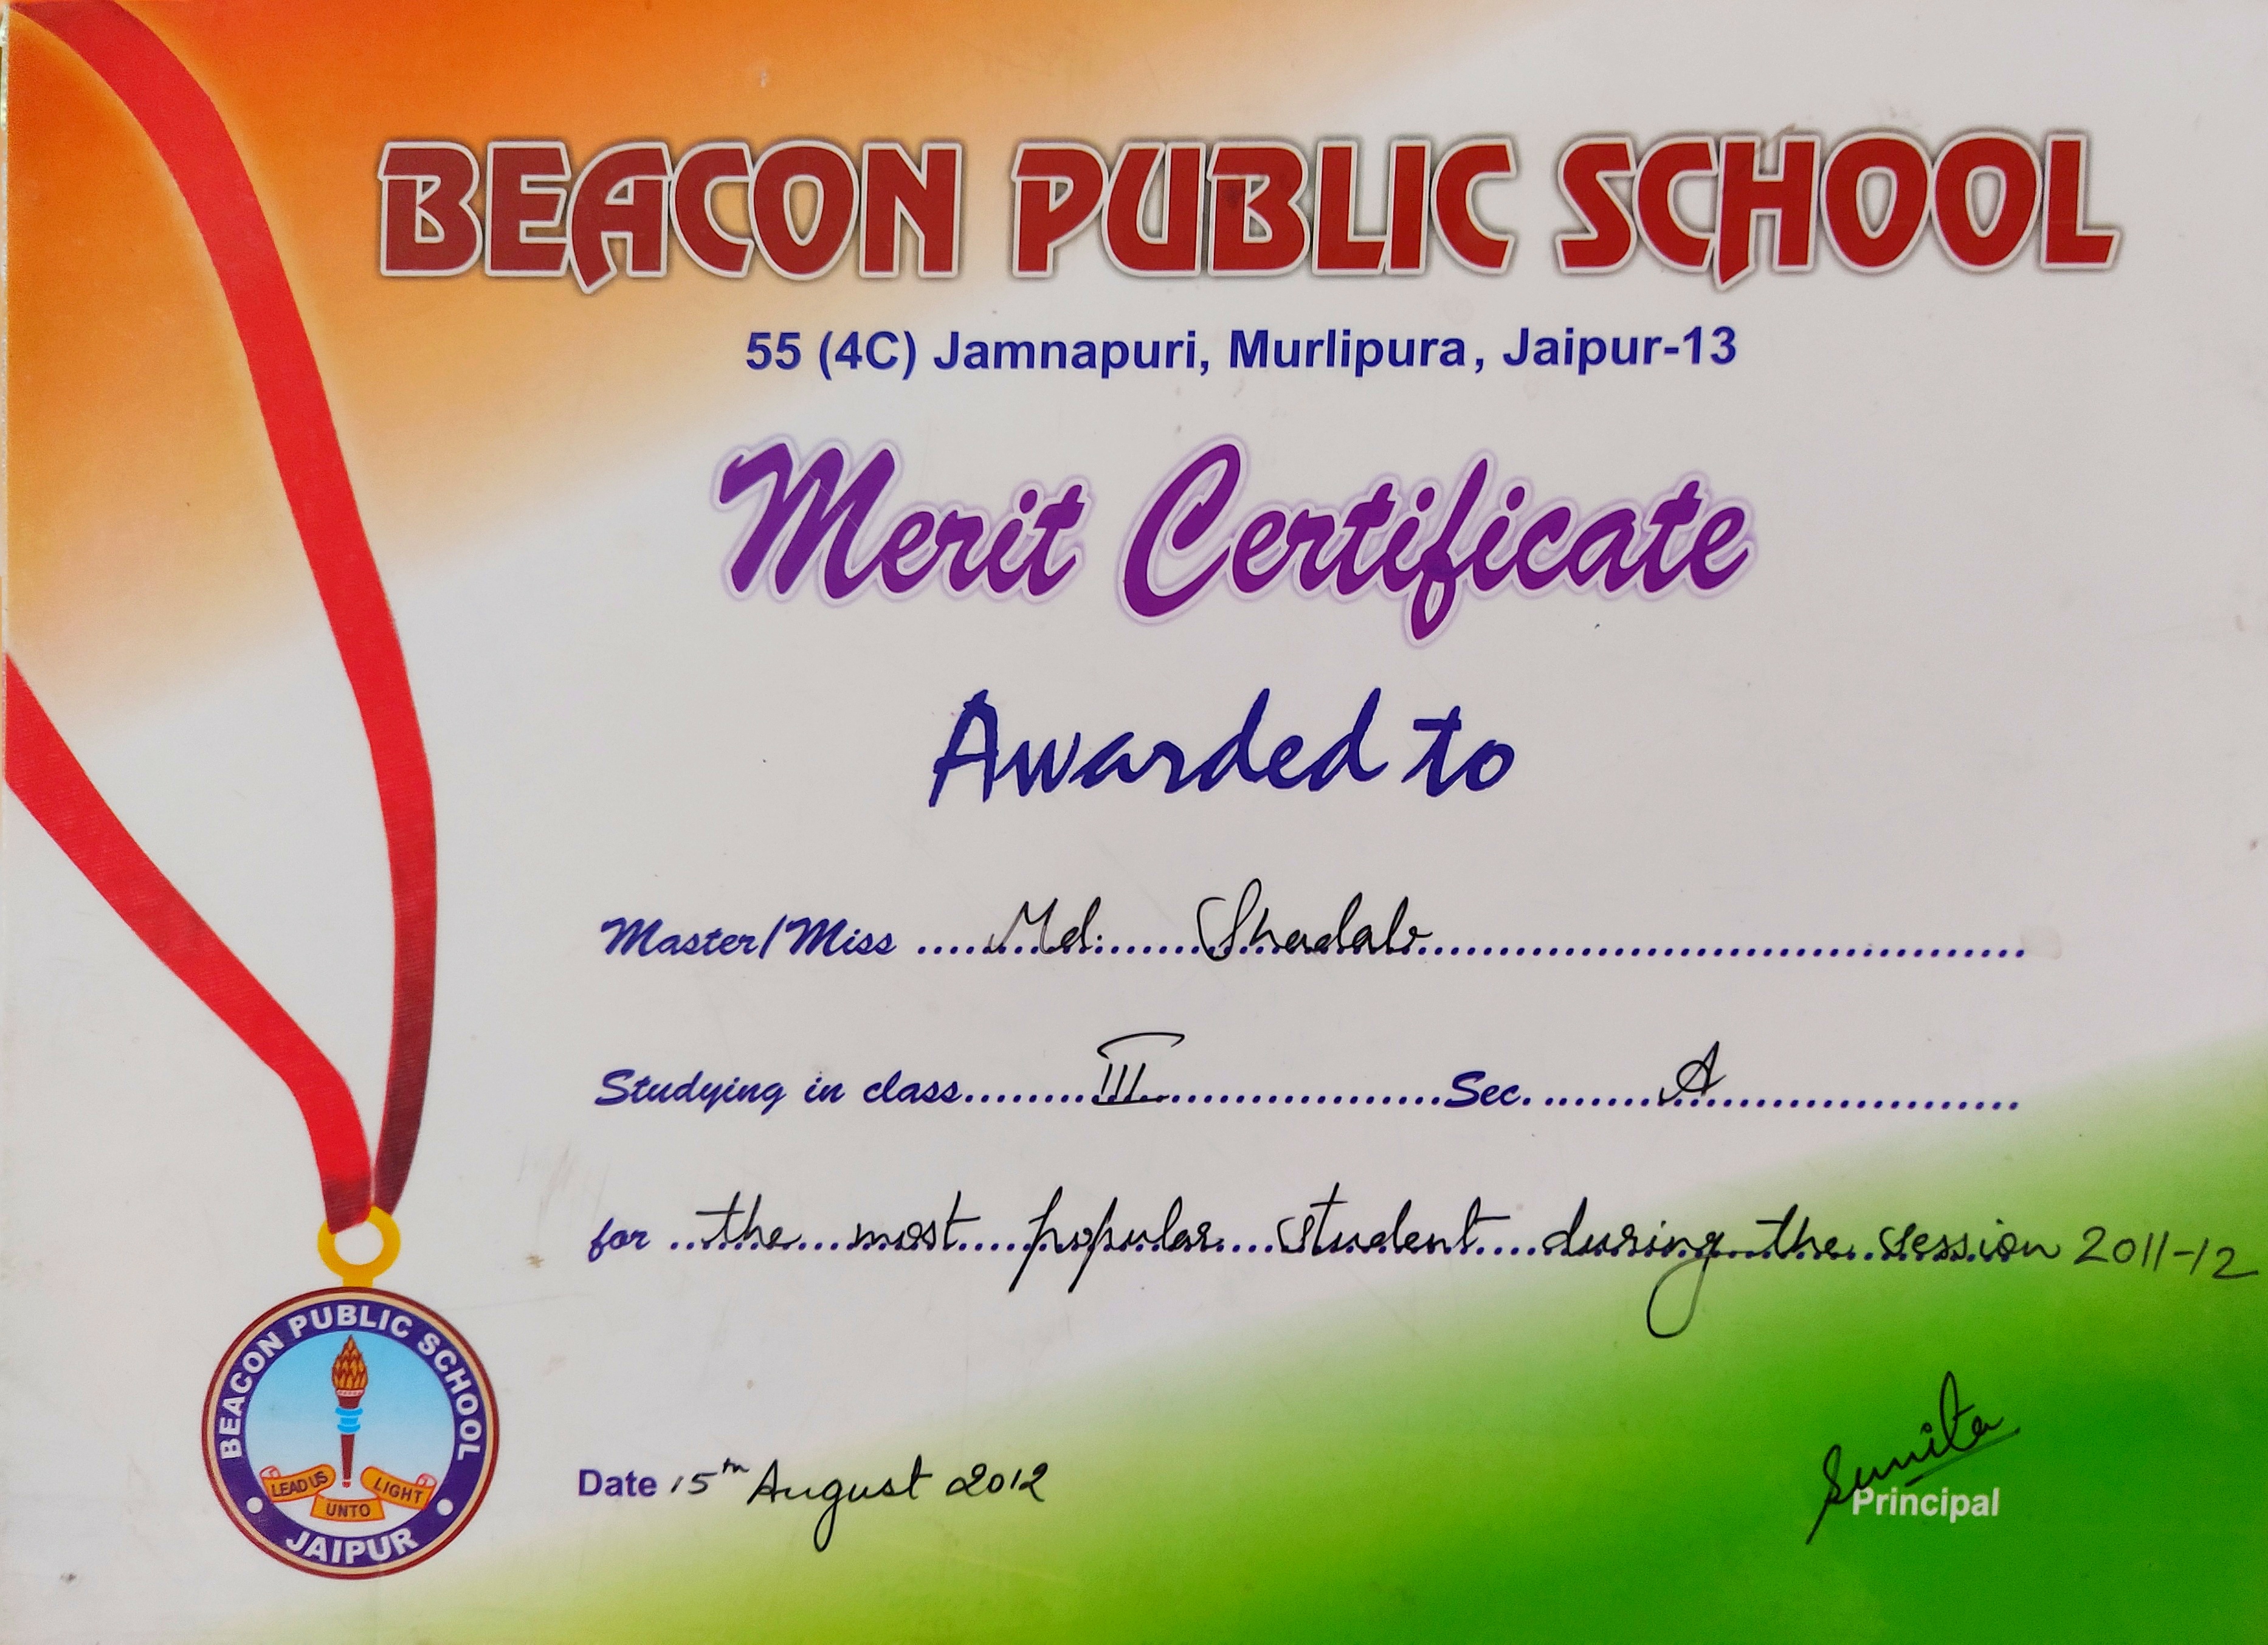 BEACON PUBLIC SCHOOL
55 (4C) Jamnapuri, Murlipura, Jaipur-13
Merit Certificate
Awarded to
Master/Miss Md. Shadab
Studying in class III Sec. A
for the most popular student during the session 2011-12
BEACON PUBLIC SCHOOL
LEAD US UNTO LIGHT
JAIPUR
Date 15th August 2012
Sunita
Principal